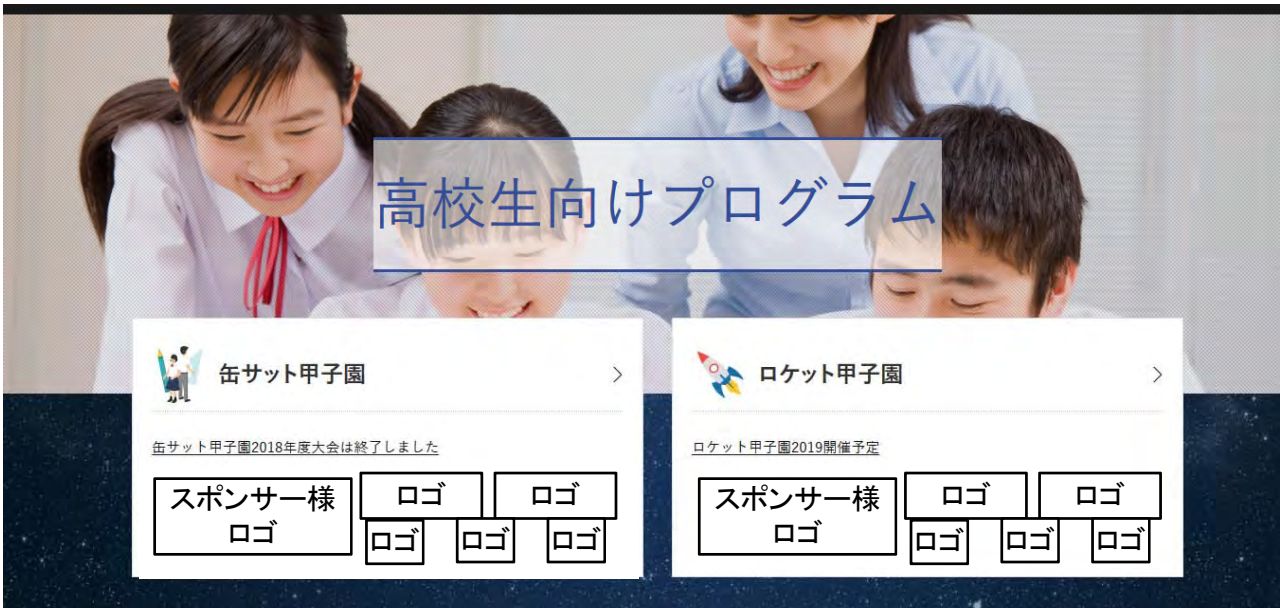 高校生向けプログラム
缶サット甲子園
缶サット甲子園2018年度大会は終了しました
スポンサー様
ロゴ
ロゴ
ロゴ
ロゴ
ロゴ
ロゴ
ロケット甲子園
ロケット甲子園2019開催予定
スポンサー様
ロゴ
ロゴ
ロゴ
ロゴ
ロゴ
ロゴ